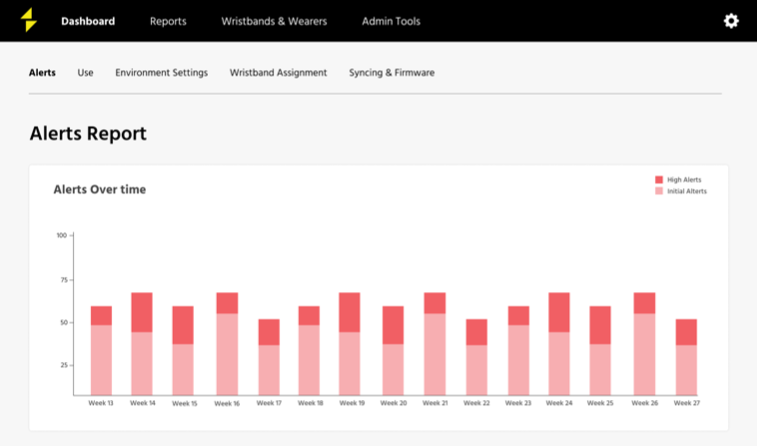 Dashboard Reports Wristbands & Wearers Admin Tools
Alerts Use Environment Settings Wristband Assignment Syncing & Firmware
Alerts Report
Alerts Over time
High Alerts
Initial Alterts
100
75
50
25
Week 13 Week 14 Week 15 Week 16 Week 17 Week 18 Week 19 Week 20 Week 21 Week 22 Week 23 Week 24 Week 25 Week 26 Week 27